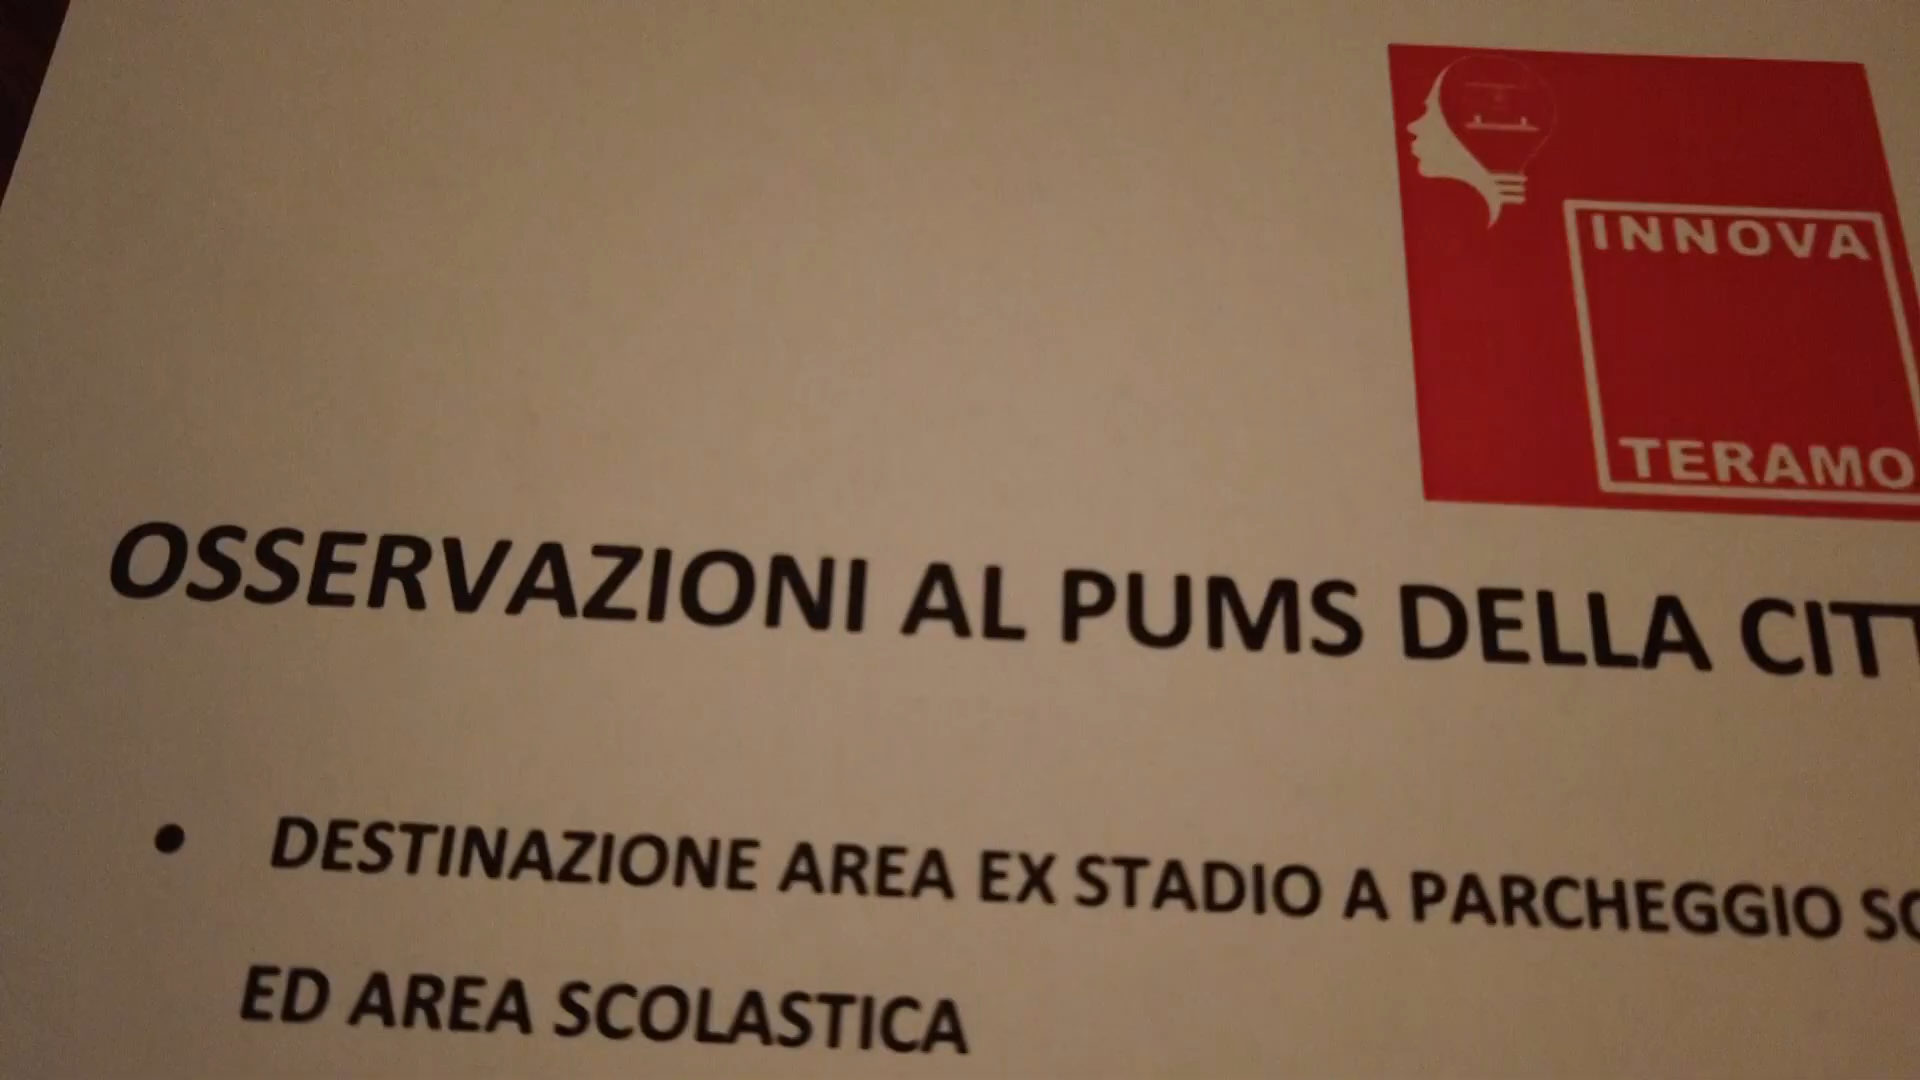 INNOVA
TERAMO
OSSERVAZIONI AL PUMS DELLA
DESTINAZIONE AREA EX STADIO A PARCHEGGIO
ED AREA SCOLASTICA